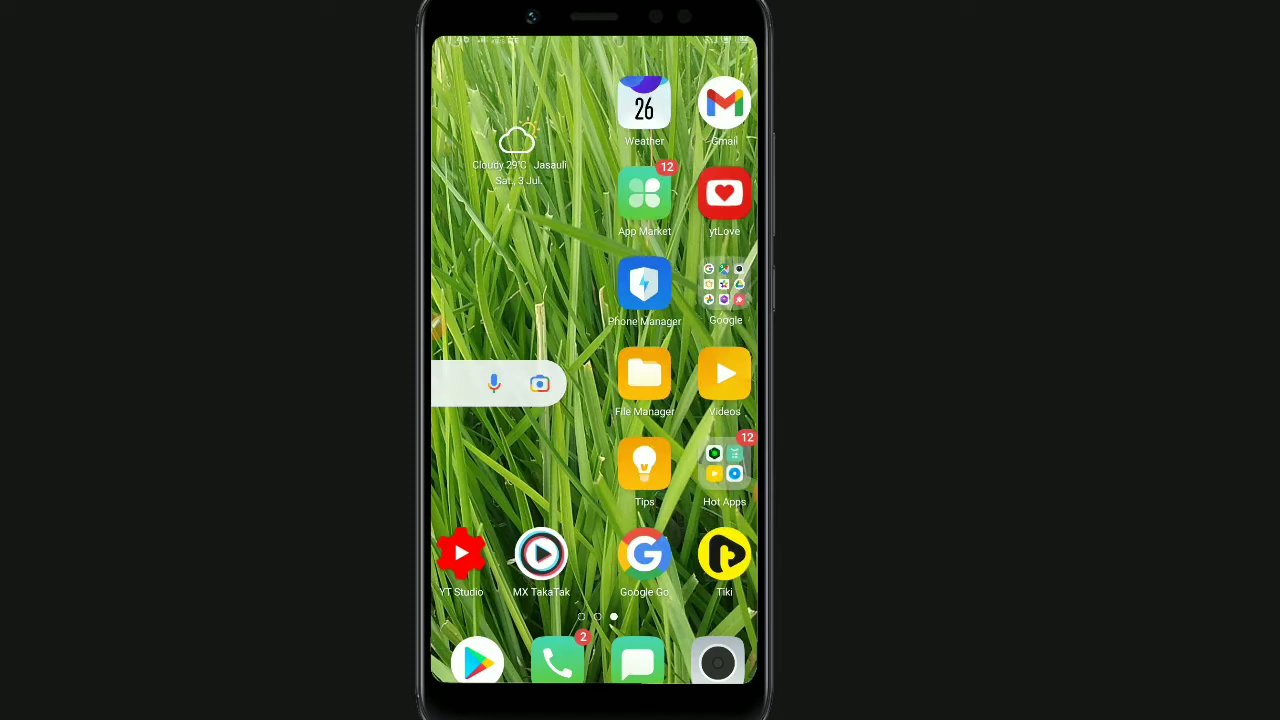 26
Weather
Gmail
Cloudy 29°C Jasauli
Sat., 3 Jul.
12
App Market
ytLove
Phone Manager
Google
File Manager
Videos
12
Tips
Hot Apps
YT Studio
MX TakaTak
Google Go
Tiki
2